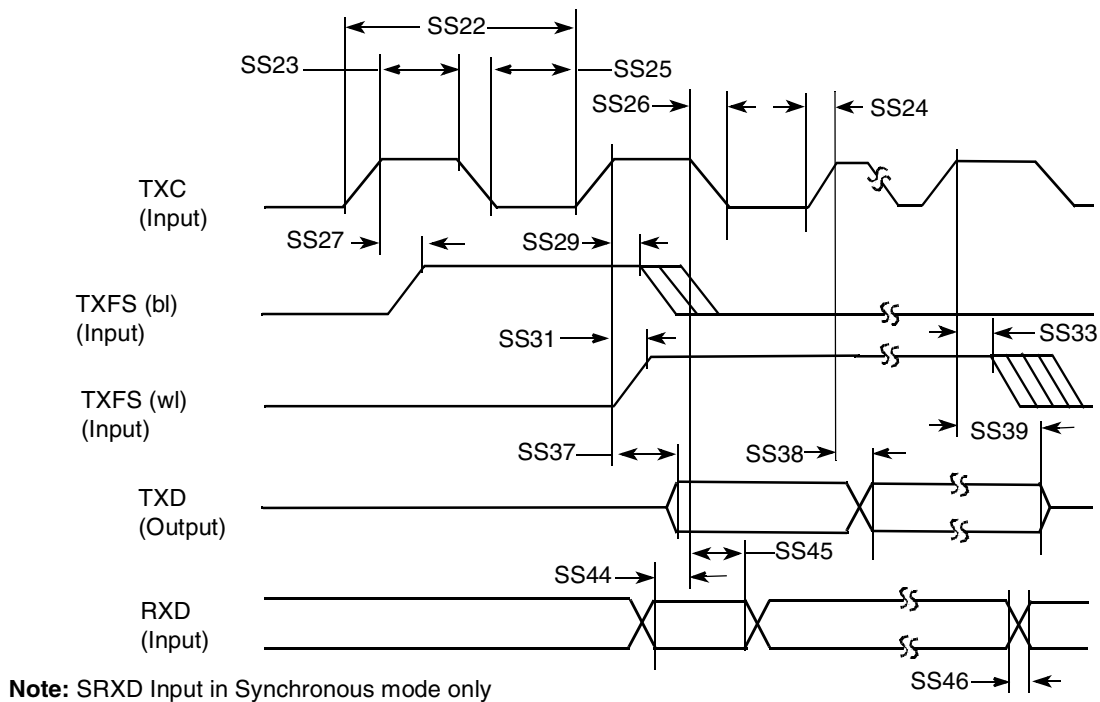 SS22
SS23
SS25
SS26
SS24
TXC
(Input)
SS27
SS29
TXFS (bl)
(Input)
SS31
SS33
TXFS (wl)
(Input)
SS39
SS37
SS38
TXD
(Output)
SS45
SS44
RXD
(Input)
SS46
Note: SRXD Input in Synchronous mode only